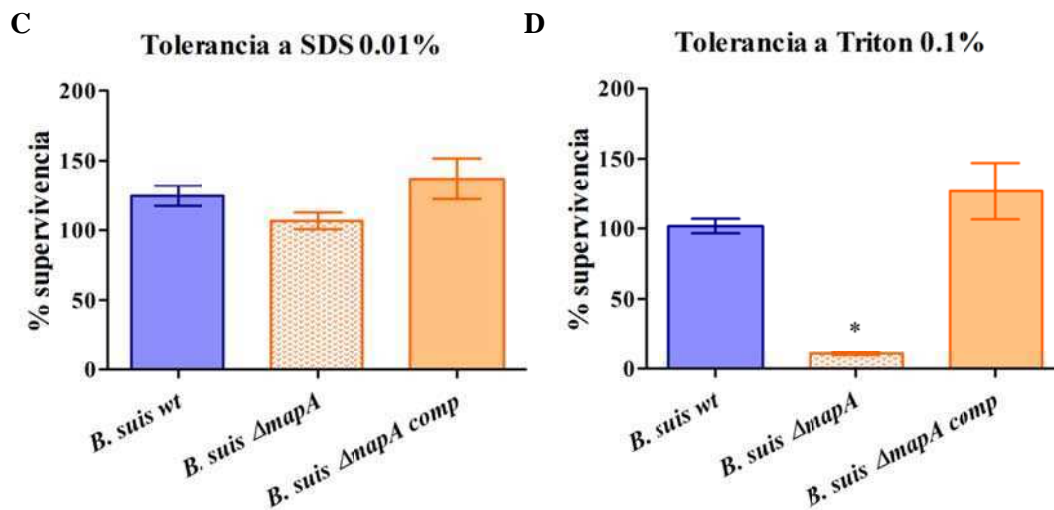 C
Tolerancia a SDS 0.01%
% supervivencia
200
150
100
50
0
B. suis wt
B. suis ΔmapA
B. suis ΔmapA comp
D
Tolerancia a Triton 0.1%
% supervivencia
200
150
100
50
0
*
B. suis wt
B. suis ΔmapA
B. suis ΔmapA comp